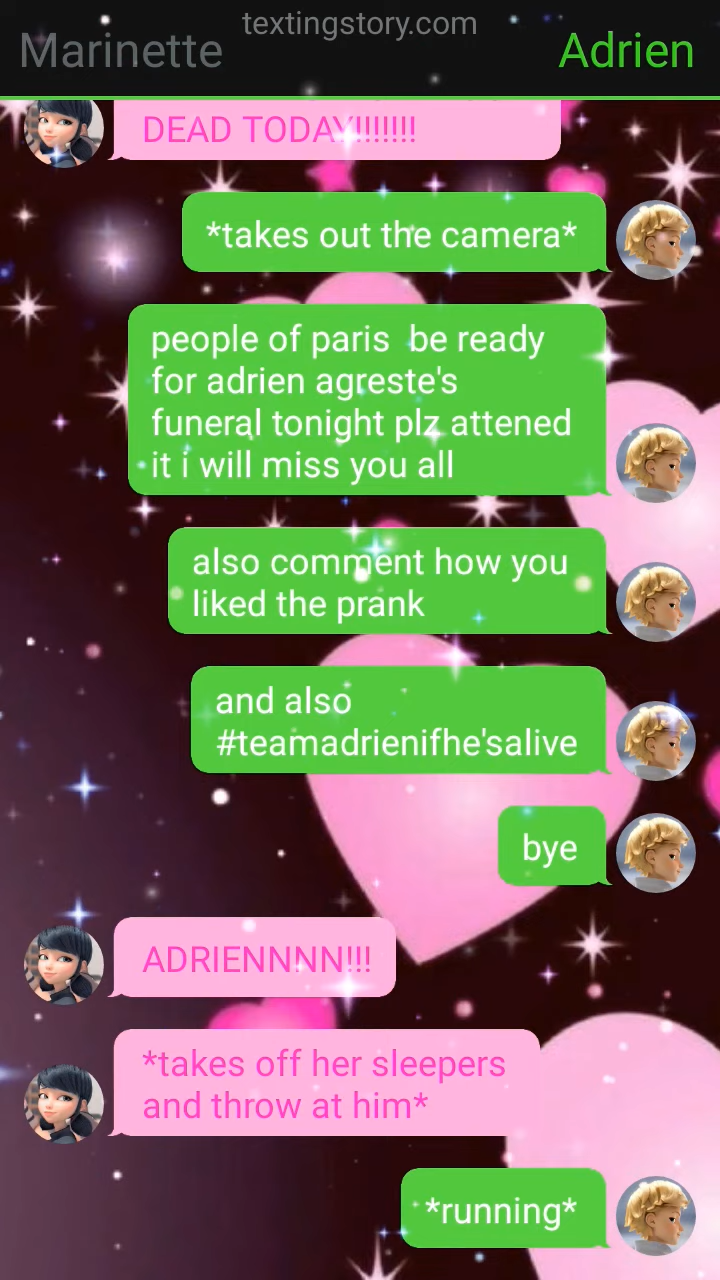 textingstory.com
Marinette
Adrien
DEAD TODAY!!!!!!!
*takes out the camera*
people of paris  be ready
for adrien agreste's
funeral tonight plz attened
it i will miss you all
also comment how you
liked the prank
and also
#teamadrienifhe'salive
bye
ADRIENNNN!!!
*takes off her sleepers
and throw at him*
*running*